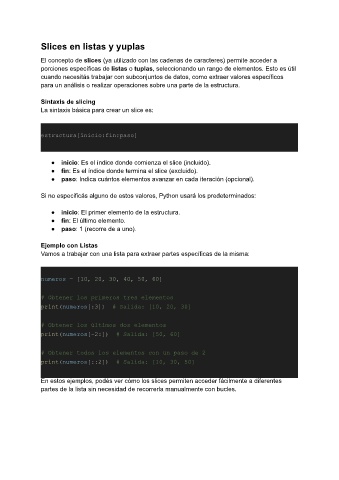 Slices en listas y yuplas
El concepto de slices (ya utilizado con las cadenas de caracteres) permite acceder a
porciones específicas de listas o tuplas, seleccionando un rango de elementos. Esto es útil
cuando necesitás trabajar con subconjuntos de datos, como extraer valores específicos
para un análisis o realizar operaciones sobre una parte de la estructura.
Sintaxis de slicing
La sintaxis básica para crear un slice es:
estructura[inicio:fin:paso]
● inicio: Es el índice donde comienza el slice (incluido).
● fin: Es el índice donde termina el slice (excluido).
● paso: Indica cuántos elementos avanzar en cada iteración (opcional).
Si no especificás alguno de estos valores, Python usará los predeterminados:
● inicio: El primer elemento de la estructura.
● fin: El último elemento.
● paso: 1 (recorre de a uno).
Ejemplo con Listas
Vamos a trabajar con una lista para extraer partes específicas de la misma:
numeros = [10, 20, 30, 40, 50, 60]
# Obtener los primeros tres elementos
print(numeros[:3]) # Salida: [10, 20, 30]
# Obtener los últimos dos elementos
print(numeros[-2:]) # Salida: [50, 60]
# Obtener todos los elementos con un paso de 2
print(numeros[::2]) # Salida: [10, 30, 50]
En estos ejemplos, podés ver cómo los slices permiten acceder fácilmente a diferentes
partes de la lista sin necesidad de recorrerla manualmente con bucles.